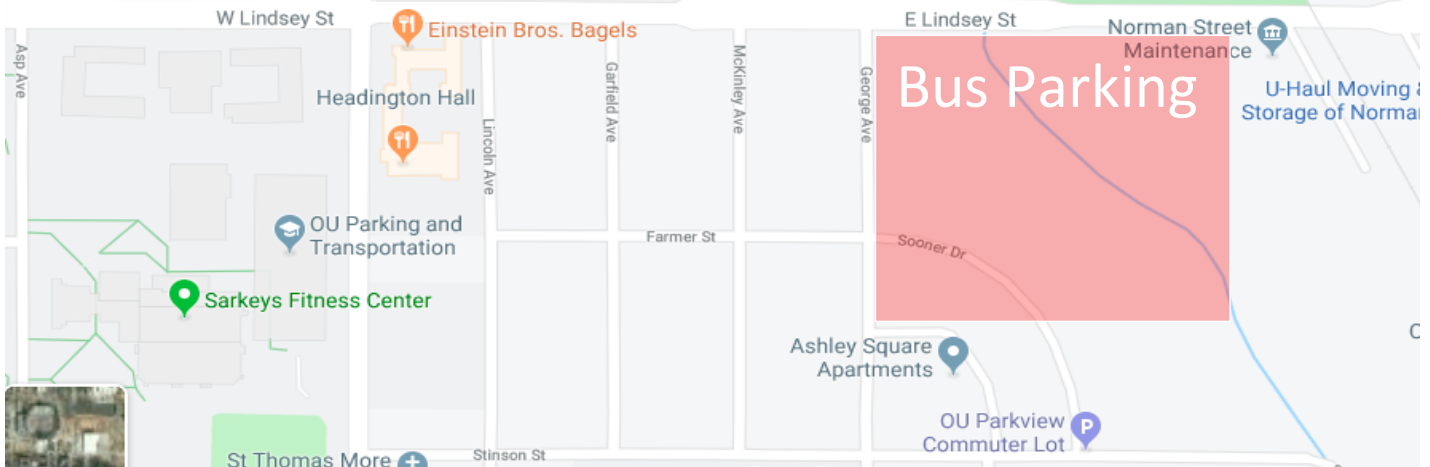 W Lindsey St
E Lindsey St
Einstein Bros. Bagels
Norman Street
Maintenance
Asp Ave
McKinley Ave
Garfield Ave
George Ave
Bus Parking
Headington Hall
U-Haul Moving &
Storage of Norma
Lincoln Ave
OU Parking and
Transportation
Farmer St
Sooner Dr
Sarkeys Fitness Center
Ashley Square
Apartments
P
OU Parkview
Commuter Lot
St Thomas More
Stinson St